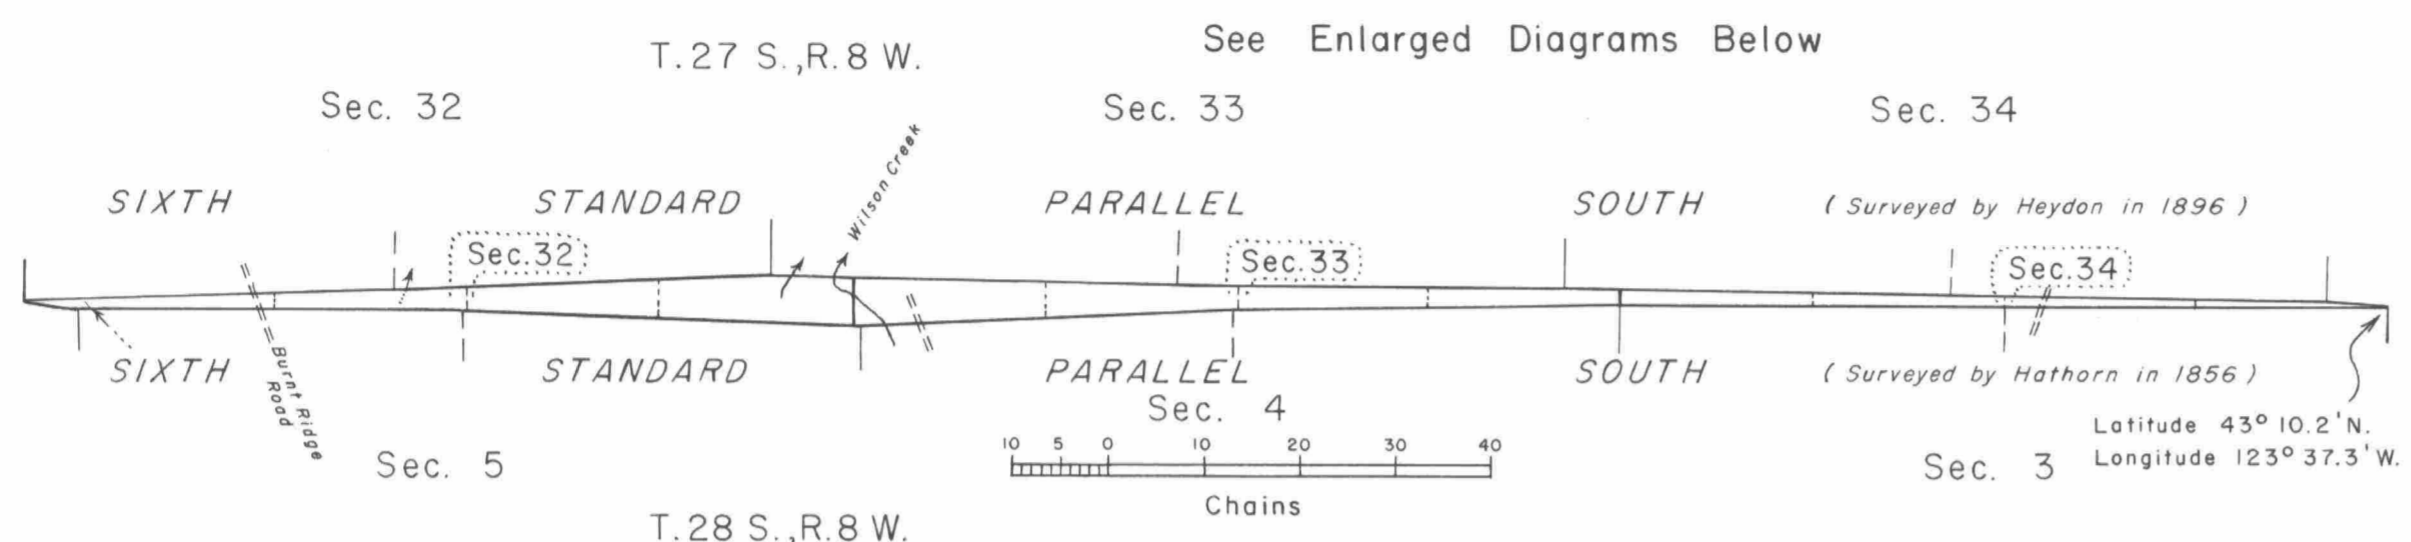 See Enlarged Diagrams Below
T. 27 S., R. 8 W.
Sec. 32
Sec. 33
Sec. 34
Wilson Creek
SIXTH STANDARD PARALLEL SOUTH (Surveyed by Heydon in 1896)
Sec. 32
Sec. 33
Sec. 34
SIXTH STANDARD PARALLEL SOUTH (Surveyed by Hathorn in 1856)
Burnt Ridge
Road
Sec. 4
Latitude 43° 10.2' N.
Longitude 123° 37.3' W.
10 5 0 10 20 30 40
Chains
Sec. 5
Sec. 3
T. 28 S., R. 8 W.